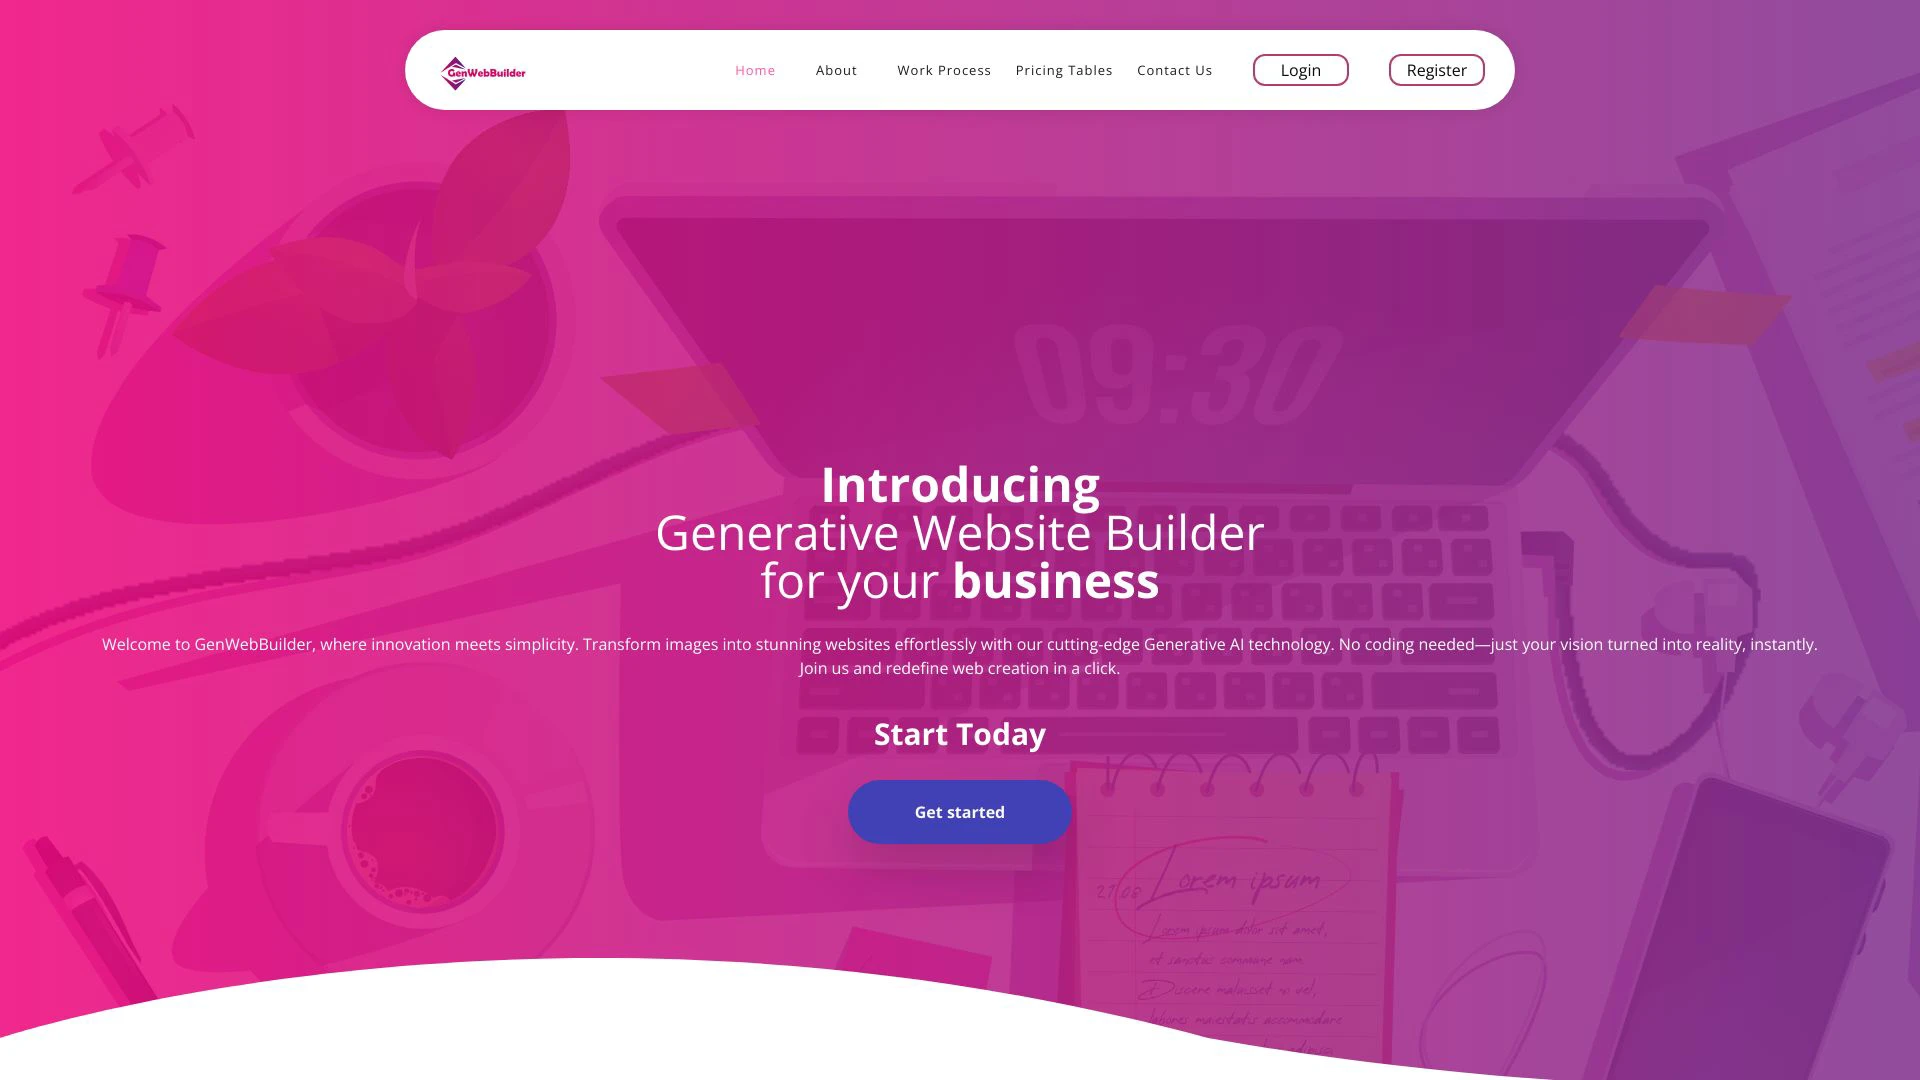 GenWebBuilder
Home
About
Work Process
Pricing Tables
Contact Us
Login
Register
09:30
Introducing
Generative Website Builder
for your business
Welcome to GenWebBuilder, where innovation meets simplicity. Transform images into stunning websites effortlessly with our cutting-edge Generative AI technology. No coding needed—just your vision turned into reality, instantly.
Join us and redefine web creation in a click.
Start Today
Get started
27.08
Lorem ipsum
Lorem ipsum dolor sit amet,
et sanctus commune nam.
Discere maluisset vel,
labores maiestatis accommodare